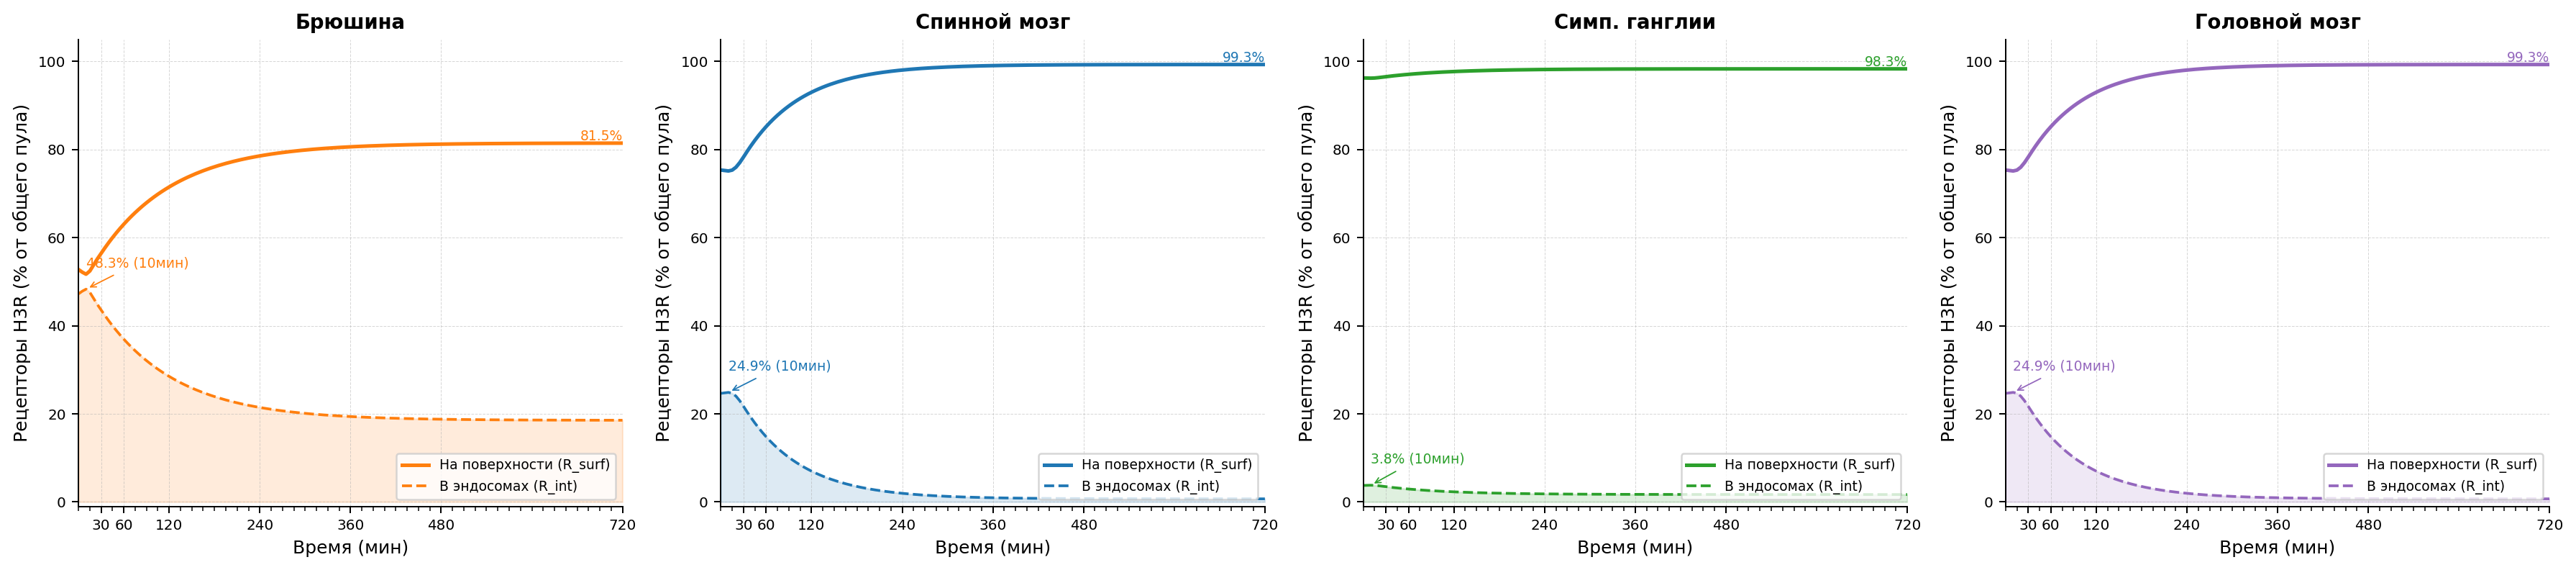 Брюшина
Рецепторы H3R (% от общего пула)
100
80
60
40
20
0
81.5%
48.3% (10мин)
На поверхности (R_surf)
В эндосомах (R_int)
30 60 120 240 360 480 720
Время (мин)
Спинной мозг
Рецепторы H3R (% от общего пула)
100
80
60
40
20
0
99.3%
24.9% (10мин)
На поверхности (R_surf)
В эндосомах (R_int)
30 60 120 240 360 480 720
Время (мин)
Симп. ганглии
Рецепторы H3R (% от общего пула)
100
80
60
40
20
0
98.3%
3.8% (10мин)
На поверхности (R_surf)
В эндосомах (R_int)
30 60 120 240 360 480 720
Время (мин)
Головной мозг
Рецепторы H3R (% от общего пула)
100
80
60
40
20
0
99.3%
24.9% (10мин)
На поверхности (R_surf)
В эндосомах (R_int)
30 60 120 240 360 480 720
Время (мин)